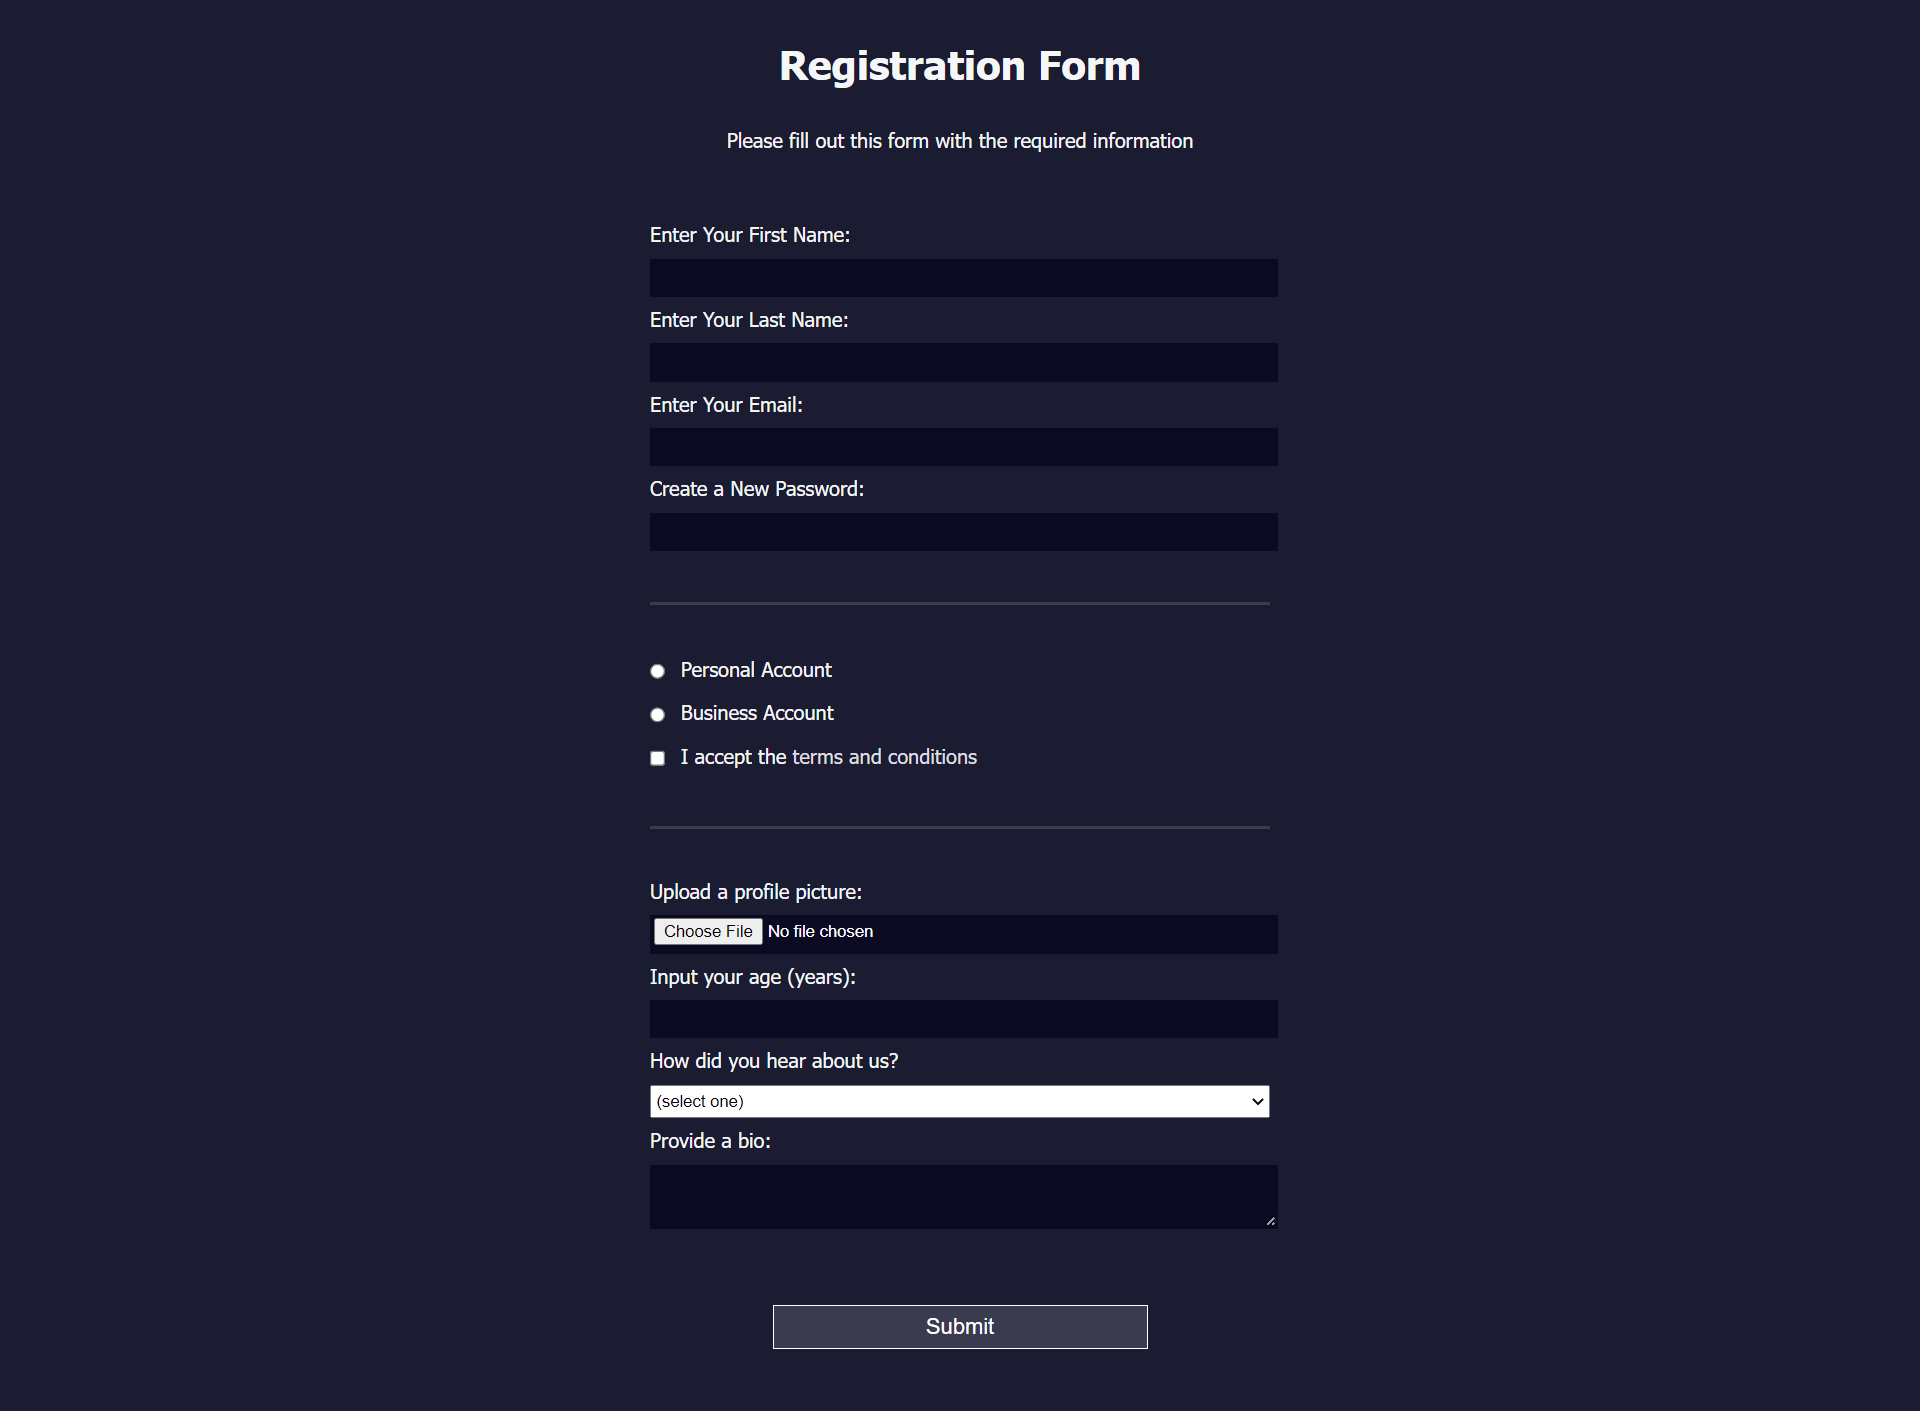 Registration Form
Please fill out this form with the required information
Enter Your First Name:
Enter Your Last Name:
Enter Your Email:
Create a New Password:
Personal Account
Business Account
I accept the terms and conditions
Upload a profile picture:
Choose File No file chosen
Input your age (years):
How did you hear about us?
(select one)
Provide a bio:
Submit